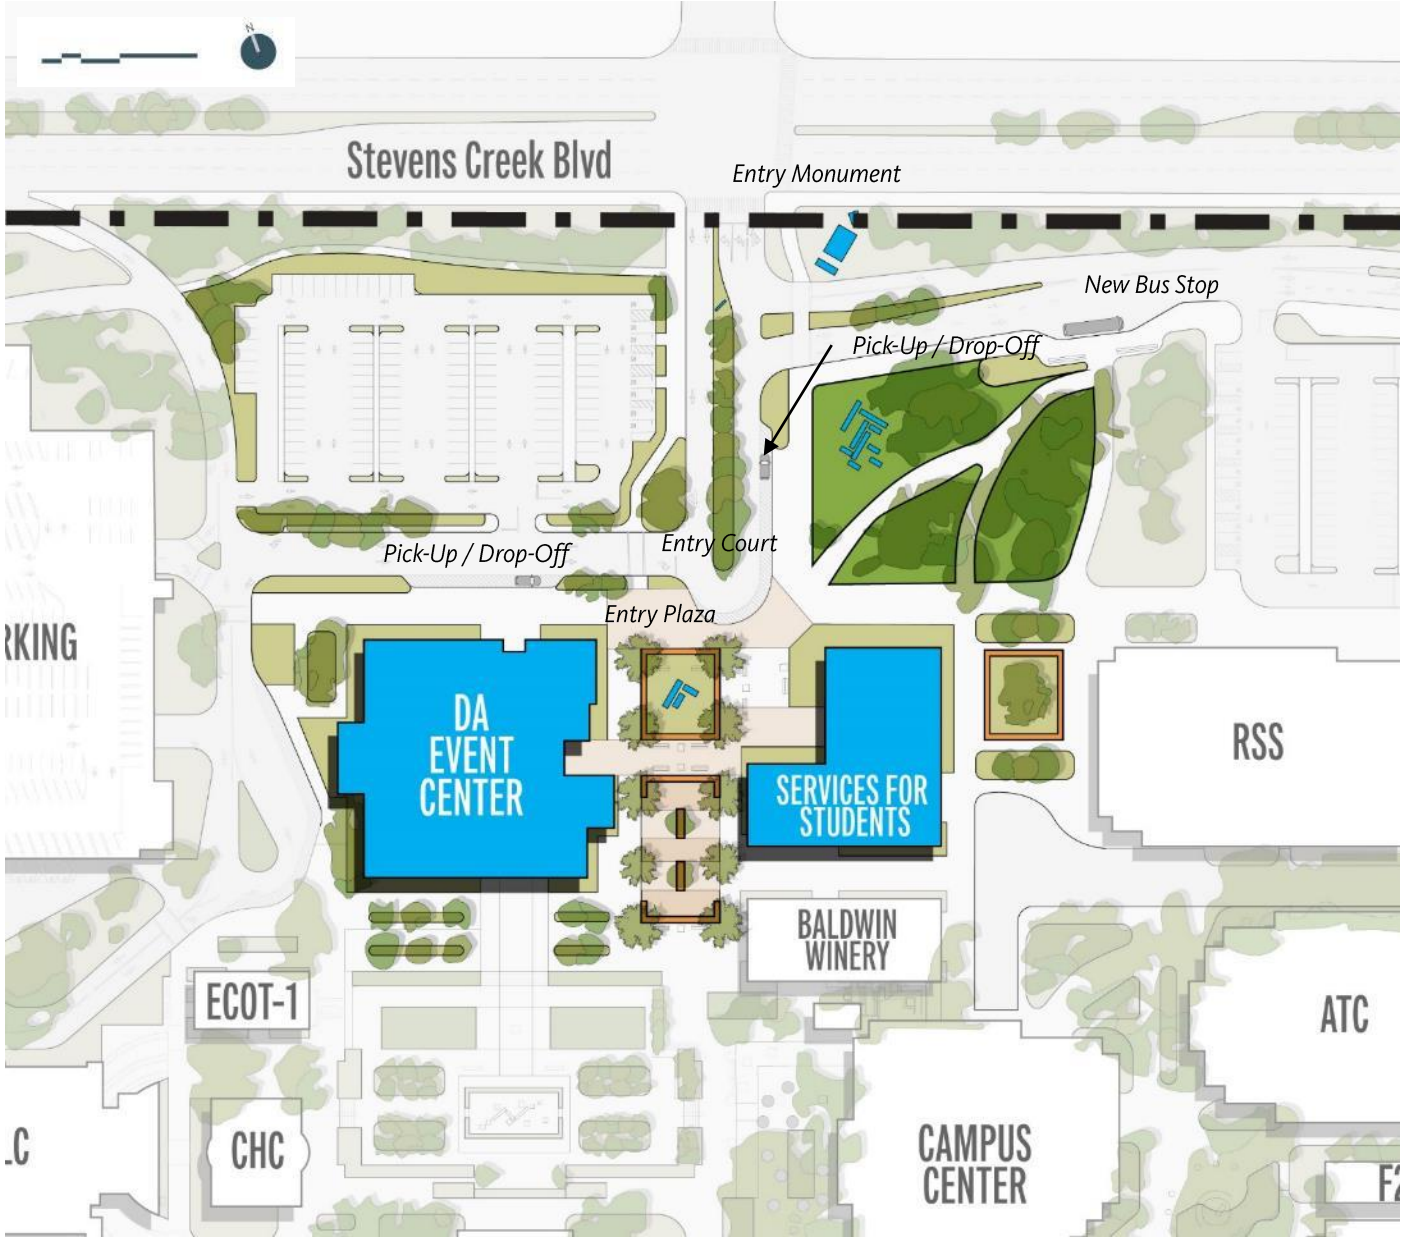 N
Stevens Creek Blvd
Entry Monument
New Bus Stop
Pick-Up / Drop-Off
Entry Court
Pick-Up / Drop-Off
Entry Plaza
RKING
DA
EVENT
CENTER
SERVICES FOR
STUDENTS
RSS
BALDWIN
WINERY
ECOT-1
ATC
LC
CHC
CAMPUS
CENTER
F2